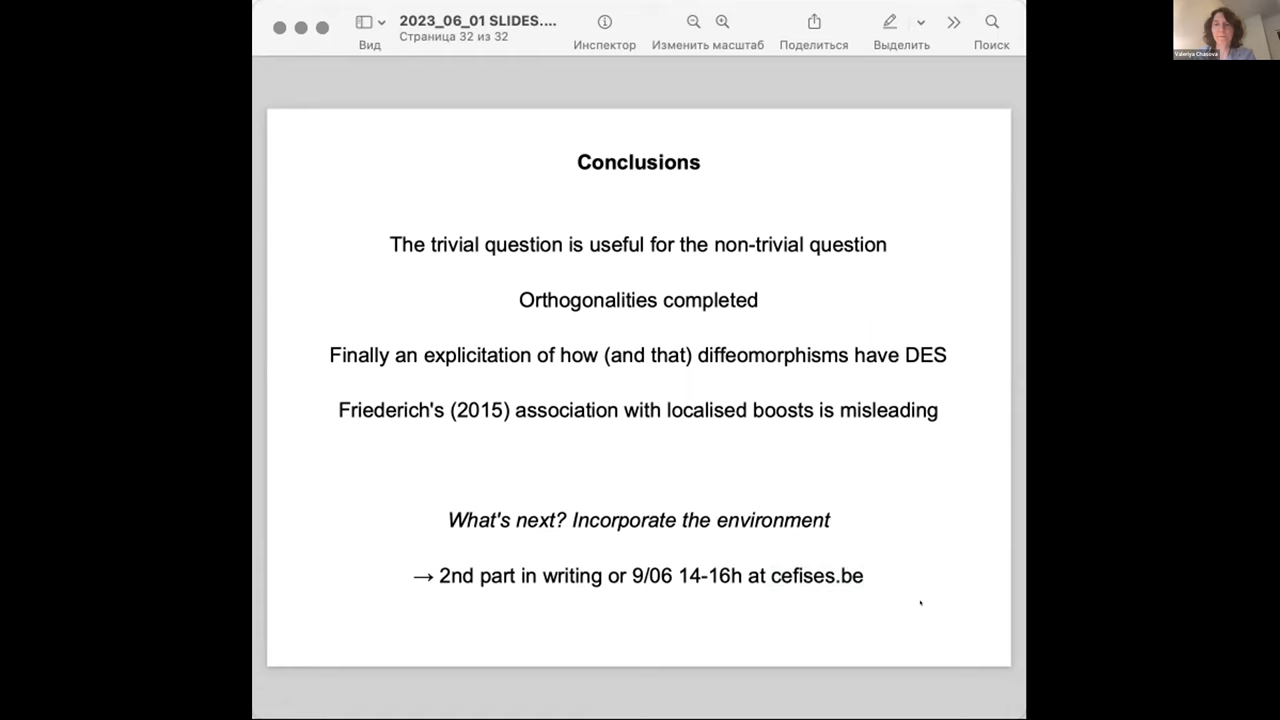 2023_06_01 SLIDES....
Страница 32 из 32
Вид
Инспектор
Изменить масштаб
Поделиться
Выделить
Поиск
Valeriya Chasova
Conclusions
The trivial question is useful for the non-trivial question
Orthogonalities completed
Finally an explicitation of how (and that) diffeomorphisms have DES
Friederich's (2015) association with localised boosts is misleading
What's next? Incorporate the environment
→ 2nd part in writing or 9/06 14-16h at cefises.be